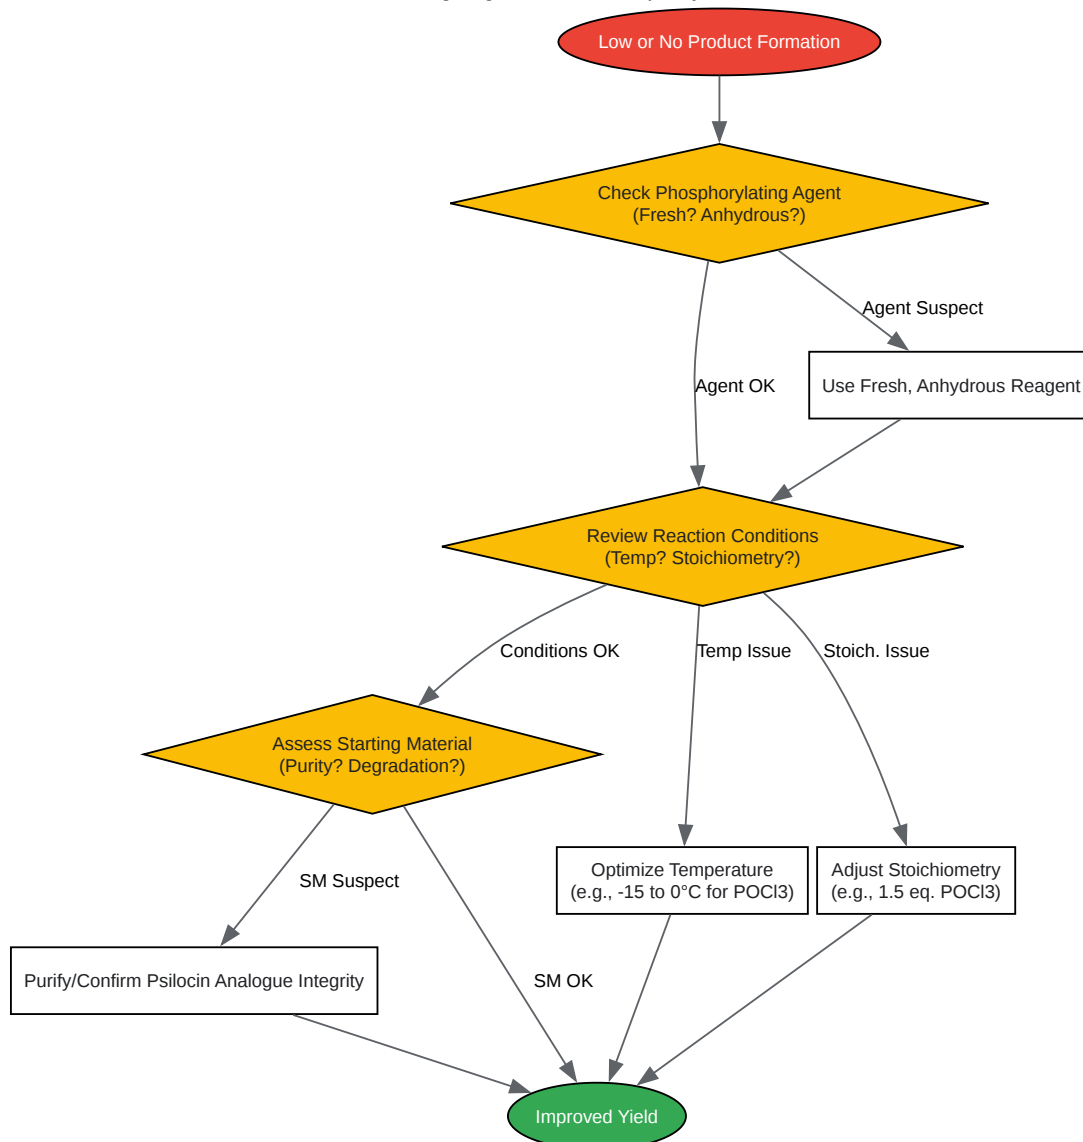 Low or No Product Formation
Check Phosphorylating Agent
(Fresh? Anhydrous?)
Agent Suspect
Agent OK
Use Fresh, Anhydrous Reagent
Review Reaction Conditions
(Temp? Stoichiometry?)
Conditions OK
Temp Issue
Stoich. Issue
Assess Starting Material
(Purity? Degradation?)
SM Suspect
Optimize Temperature
(e.g., -15 to 0°C for POCl3)
Adjust Stoichiometry
(e.g., 1.5 eq. POCl3)
Purify/Confirm Psilocin Analogue Integrity
SM OK
Improved Yield